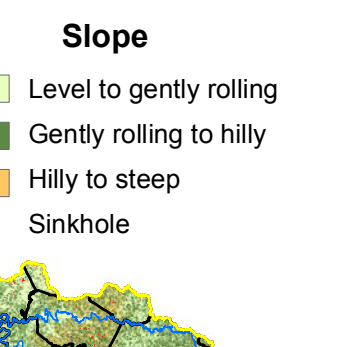 Slope
Level to gently rolling
Gently rolling to hilly
Hilly to steep
Sinkhole